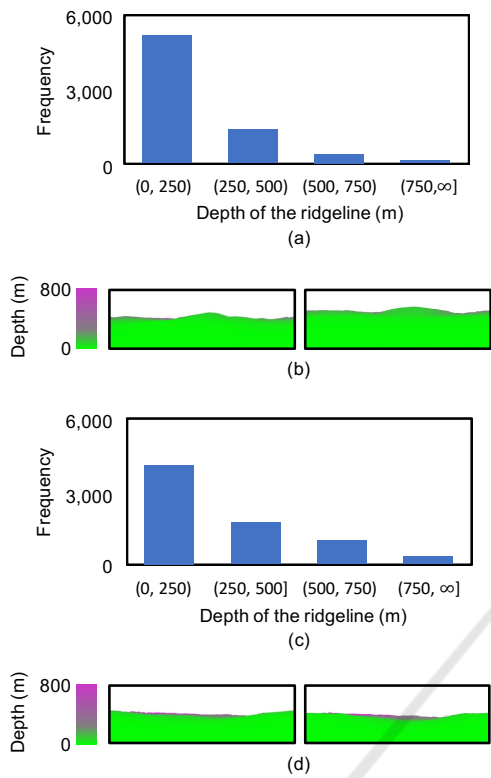 6,000
3,000
0
Frequency
(0, 250)
(250, 500)
(500, 750)
(750,∞]
Depth of the ridgeline (m)
(a)
Depth (m)
800
0
(b)
6,000
3,000
0
Frequency
(0, 250)
(250, 500]
(500, 750)
(750, ∞]
Depth of the ridgeline (m)
(c)
Depth (m)
800
0
(d)